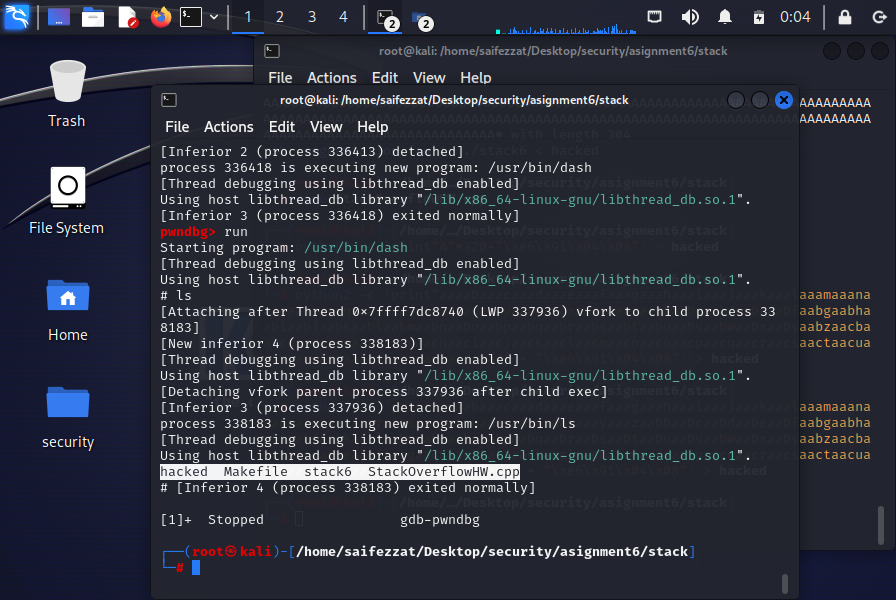 1 2 3 4 2 2 0:04
root@kali: /home/saifezzat/Desktop/security/asignment6/stack
File Actions Edit View Help
AAAAAAAAA
AAAAAAAAA
root@kali: /home/saifezzat/Desktop/security/asignment6/stack
File Actions Edit View Help
[Inferior 2 (process 336413) detached]
process 336418 is executing new program: /usr/bin/dash
[Thread debugging using libthread_db enabled]
Using host libthread_db library "/lib/x86_64-linux-gnu/libthread_db.so.1".
[Inferior 3 (process 336418) exited normally]
pwndbg> run
Starting program: /usr/bin/dash
[Thread debugging using libthread_db enabled]
Using host libthread_db library "/lib/x86_64-linux-gnu/libthread_db.so.1".
# ls
[Attaching after Thread 0x7ffff7dc8740 (LWP 337936) vfork to child process 33
8183]
[New inferior 4 (process 338183)]
[Thread debugging using libthread_db enabled]
Using host libthread_db library "/lib/x86_64-linux-gnu/libthread_db.so.1".
[Detaching vfork parent process 337936 after child exec]
[Inferior 3 (process 337936) detached]
process 338183 is executing new program: /usr/bin/ls
[Thread debugging using libthread_db enabled]
Using host libthread_db library "/lib/x86_64-linux-gnu/libthread_db.so.1".
hacked Makefile stack6 StackOverflowHW.cpp
# [Inferior 4 (process 338183) exited normally]
[1]+ Stopped gdb-pwndbg
(root㉿kali)-[/home/saifezzat/Desktop/security/asignment6/stack]
#
aaamaaana
aabgaabha
aabzaacba
aactaacua
aaamaaana
aabgaabha
aabzaacba
aactaacua
Trash
File System
Home
security